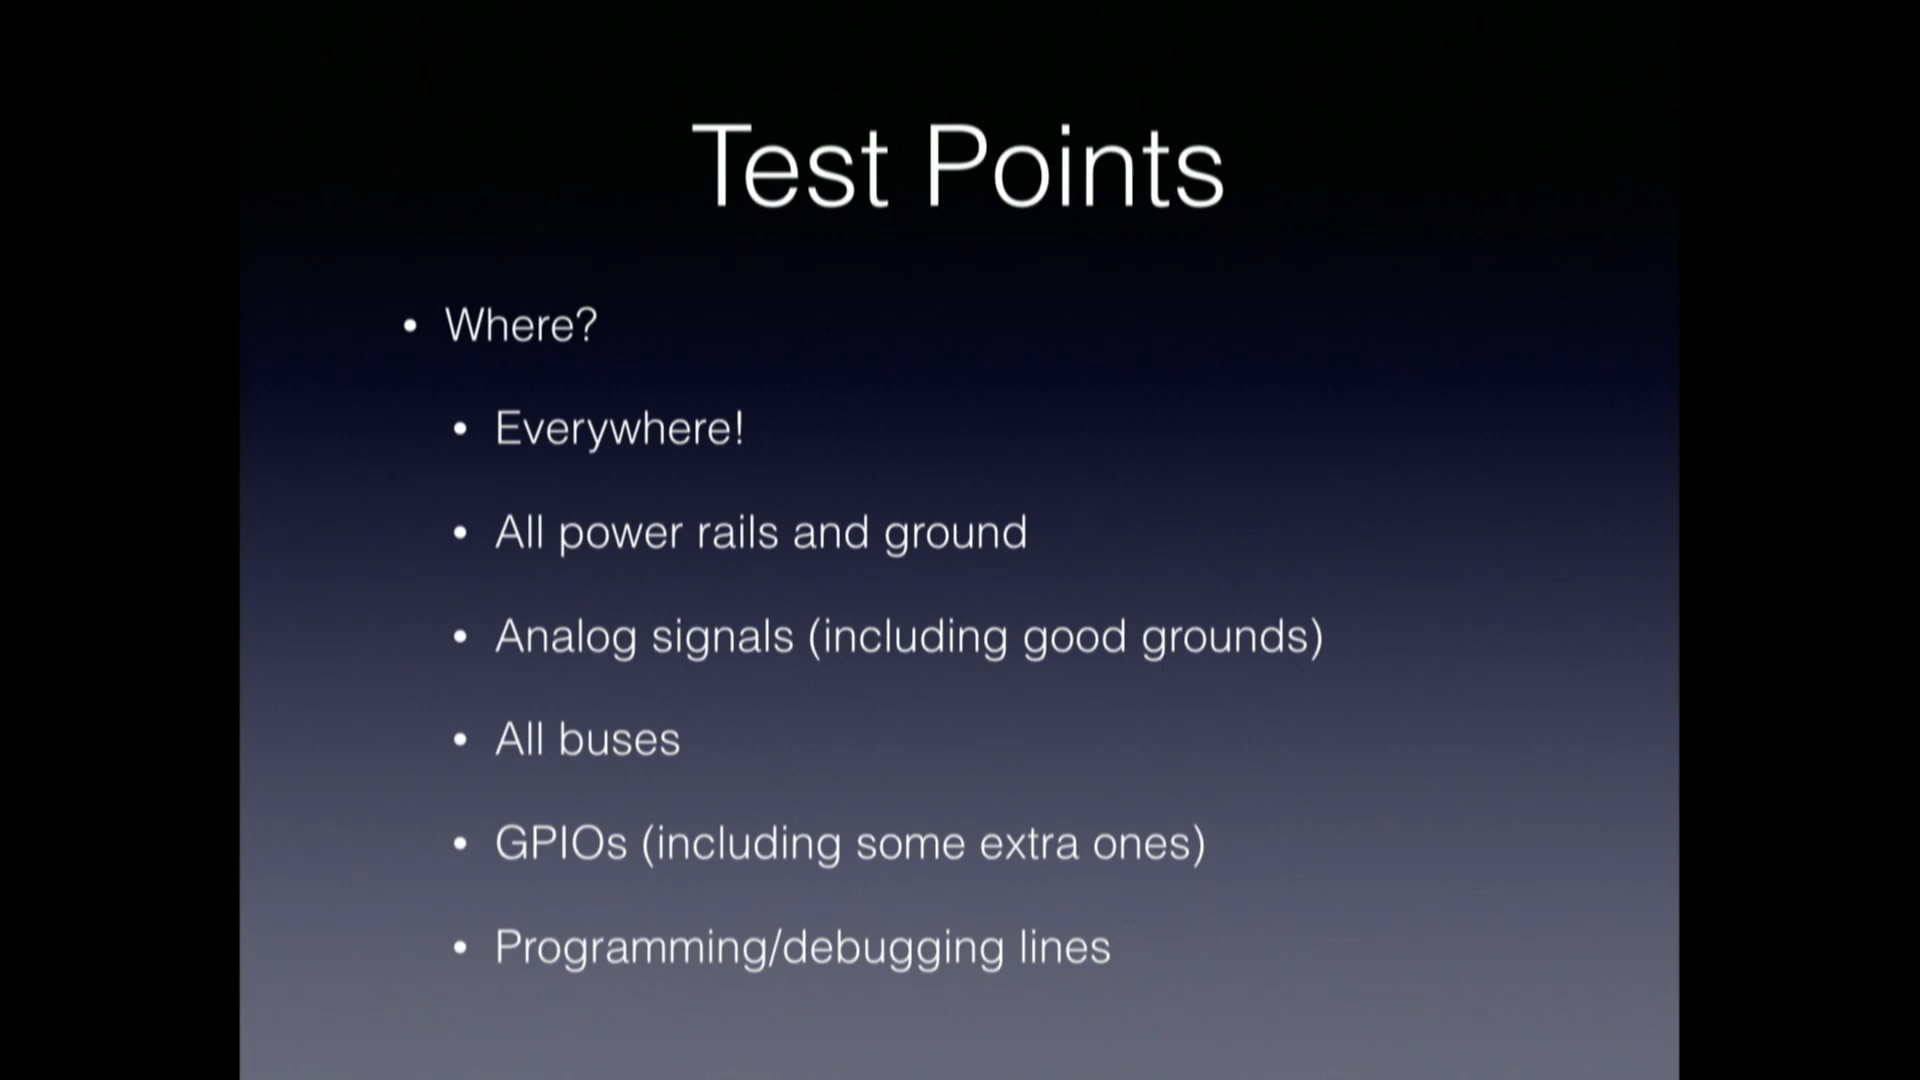 Test Points
• Where?
• Everywhere!
• All power rails and ground
• Analog signals (including good grounds)
• All buses
• GPIOs (including some extra ones)
• Programming/debugging lines